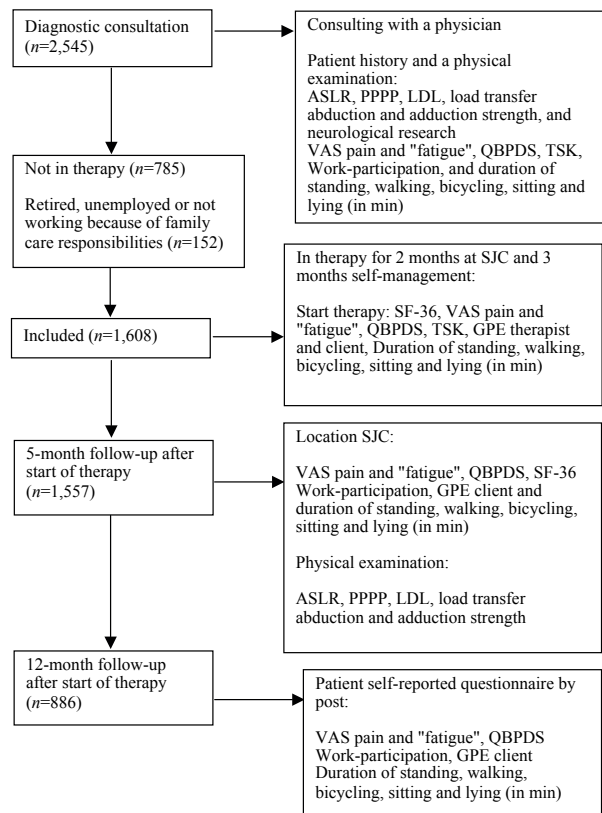 Diagnostic consultation
(n=2,545)
Consulting with a physician
Patient history and a physical
examination:
ASLR, PPPP, LDL, load transfer
abduction and adduction strength, and
neurological research
VAS pain and "fatigue", QBPDS, TSK,
Work-participation, and duration of
standing, walking, bicycling, sitting and
lying (in min)
Not in therapy (n=785)
Retired, unemployed or not
working because of family
care responsibilities (n=152)
In therapy for 2 months at SJC and 3
months self-management:
Start therapy: SF-36, VAS pain and
"fatigue", QBPDS, TSK, GPE therapist
and client, Duration of standing, walking,
bicycling, sitting and lying (in min)
Included (n=1,608)
5-month follow-up after
start of therapy
(n=1,557)
Location SJC:
VAS pain and "fatigue", QBPDS, SF-36
Work-participation, GPE client and
duration of standing, walking, bicycling,
sitting and lying (in min)
Physical examination:
ASLR, PPPP, LDL, load transfer
abduction and adduction strength
12-month follow-up
after start of therapy
(n=886)
Patient self-reported questionnaire by
post:
VAS pain and "fatigue", QBPDS
Work-participation, GPE client
Duration of standing, walking,
bicycling, sitting and lying (in min)